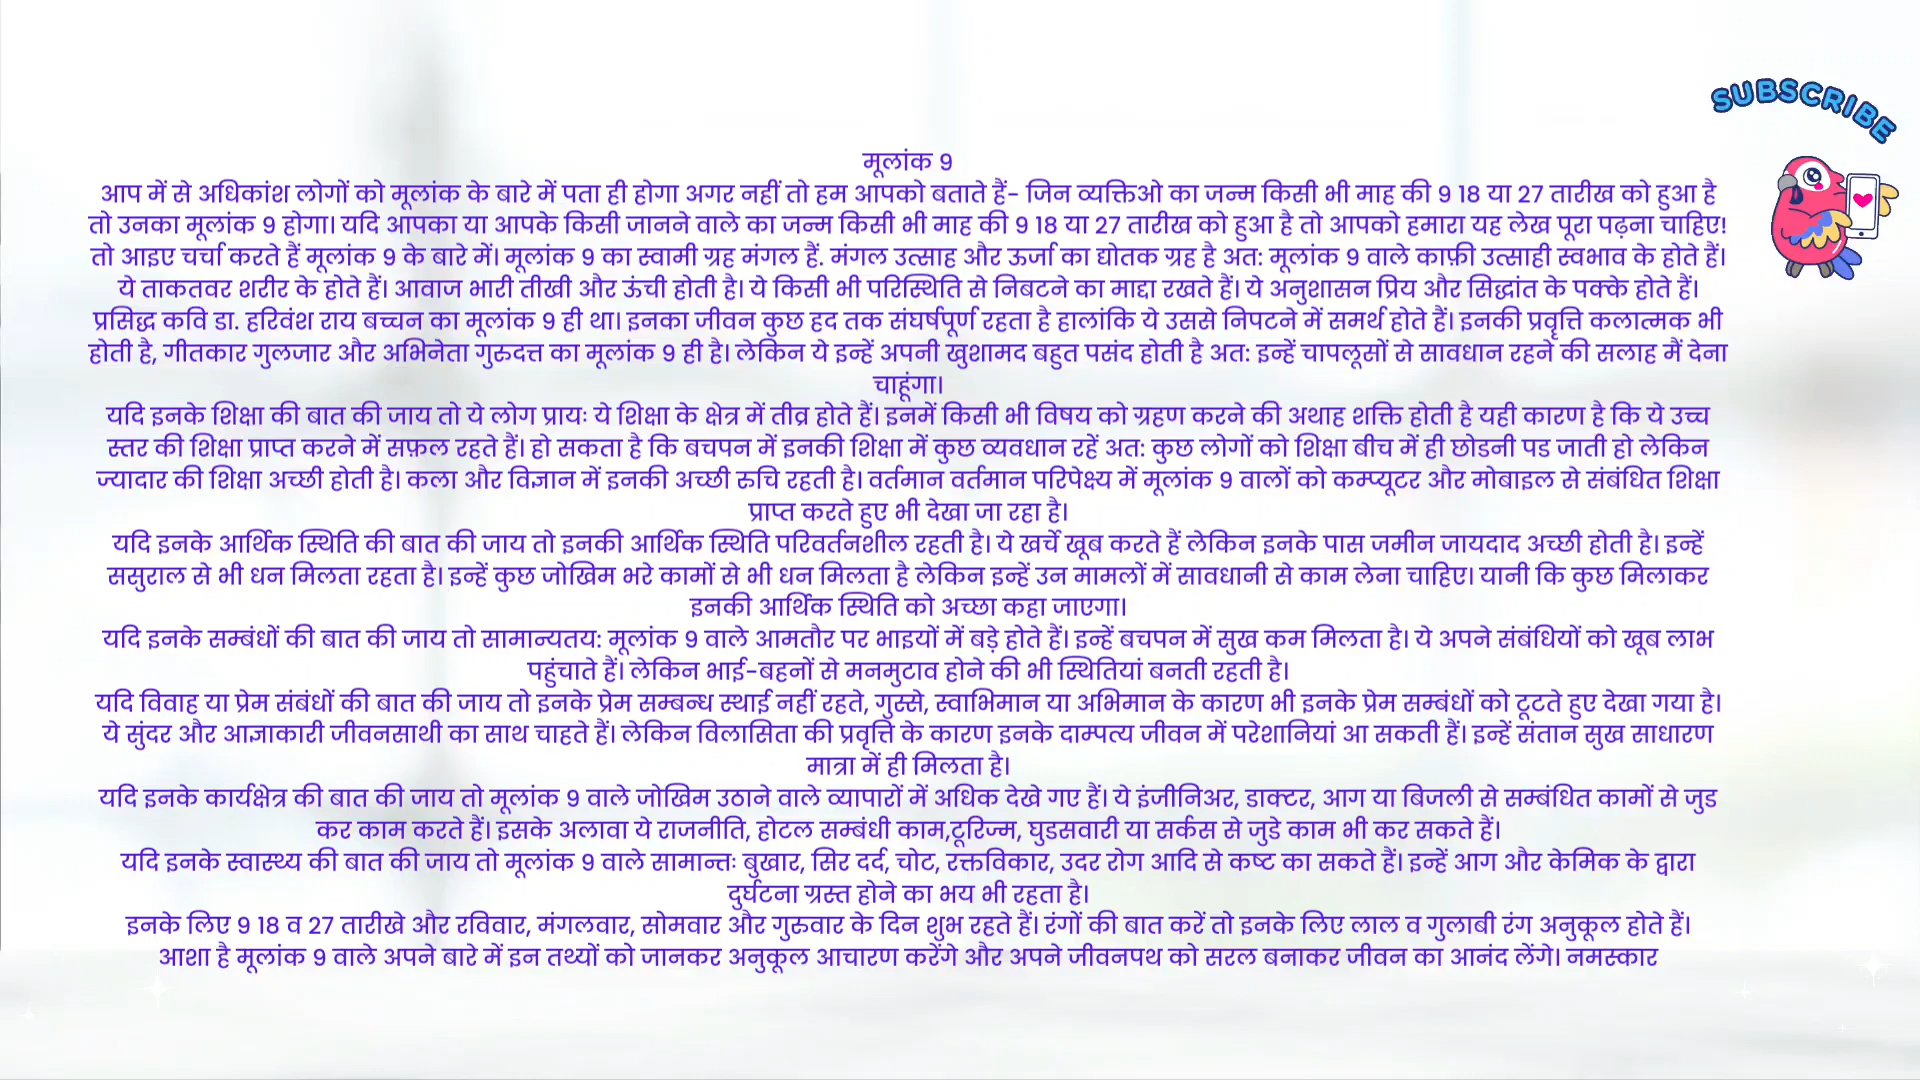 SUBSCRIBE
मूलांक 9
आप में से अधिकांश लोगों को मूलांक के बारे में पता ही होगा अगर नहीं तो हम आपको बताते हैं- जिन व्यक्तिओ का जन्म किसी भी माह की 9 18 या 27 तारीख को हुआ है
तो उनका मूलांक 9 होगा। यदि आपका या आपके किसी जानने वाले का जन्म किसी भी माह की 9 18 या 27 तारीख को हुआ है तो आपको हमारा यह लेख पूरा पढ़ना चाहिए!
तो आइए चर्चा करते हैं मूलांक 9 के बारे में। मूलांक 9 का स्वामी ग्रह मंगल हैं. मंगल उत्साह और ऊर्जा का द्योतक ग्रह है अत: मूलांक 9 वाले काफ़ी उत्साही स्वभाव के होते हैं।
ये ताकतवर शरीर के होते हैं। आवाज भारी तीखी और ऊंची होती है। ये किसी भी परिस्थिति से निबटने का माद्दा रखते हैं। ये अनुशासन प्रिय और सिद्धांत के पक्के होते हैं।
प्रसिद्ध कवि डा. हरिवंश राय बच्चन का मूलांक 9 ही था। इनका जीवन कुछ हद तक संघर्षपूर्ण रहता है हालांकि ये उससे निपटने में समर्थ होते हैं। इनकी प्रवृत्ति कलात्मक भी
होती है, गीतकार गुलजार और अभिनेता गुरुदत्त का मूलांक 9 ही है। लेकिन ये इन्हें अपनी खुशामद बहुत पसंद होती है अत: इन्हें चापलूसों से सावधान रहने की सलाह मैं देना
चाहूंगा।
यदि इनके शिक्षा की बात की जाय तो ये लोग प्रायः ये शिक्षा के क्षेत्र में तीव्र होते हैं। इनमें किसी भी विषय को ग्रहण करने की अथाह शक्ति होती है यही कारण है कि ये उच्च
स्तर की शिक्षा प्राप्त करने में सफ़ल रहते हैं। हो सकता है कि बचपन में इनकी शिक्षा में कुछ व्यवधान रहें अत: कुछ लोगों को शिक्षा बीच में ही छोडनी पड जाती हो लेकिन
ज्यादार की शिक्षा अच्छी होती है। कला और विज्ञान में इनकी अच्छी रुचि रहती है। वर्तमान वर्तमान परिपेक्ष्य में मूलांक 9 वालों को कम्प्यूटर और मोबाइल से संबंधित शिक्षा
प्राप्त करते हुए भी देखा जा रहा है।
यदि इनके आर्थिक स्थिति की बात की जाय तो इनकी आर्थिक स्थिति परिवर्तनशील रहती है। ये खर्चे खूब करते हैं लेकिन इनके पास जमीन जायदाद अच्छी होती है। इन्हें
ससुराल से भी धन मिलता रहता है। इन्हें कुछ जोखिम भरे कामों से भी धन मिलता है लेकिन इन्हें उन मामलों में सावधानी से काम लेना चाहिए। यानी कि कुछ मिलाकर
इनकी आर्थिक स्थिति को अच्छा कहा जाएगा।
यदि इनके सम्बंधों की बात की जाय तो सामान्यतय: मूलांक 9 वाले आमतौर पर भाइयों में बड़े होते हैं। इन्हें बचपन में सुख कम मिलता है। ये अपने संबंधियों को खूब लाभ
पहुंचाते हैं। लेकिन भाई-बहनों से मनमुटाव होने की भी स्थितियां बनती रहती है।
यदि विवाह या प्रेम संबंधों की बात की जाय तो इनके प्रेम सम्बन्ध स्थाई नहीं रहते, गुस्से, स्वाभिमान या अभिमान के कारण भी इनके प्रेम सम्बंधों को टूटते हुए देखा गया है।
ये सुंदर और आज्ञाकारी जीवनसाथी का साथ चाहते हैं। लेकिन विलासिता की प्रवृत्ति के कारण इनके दाम्पत्य जीवन में परेशानियां आ सकती हैं। इन्हें संतान सुख साधारण
मात्रा में ही मिलता है।
यदि इनके कार्यक्षेत्र की बात की जाय तो मूलांक 9 वाले जोखिम उठाने वाले व्यापारों में अधिक देखे गए हैं। ये इंजीनिअर, डाक्टर, आग या बिजली से सम्बंधित कामों से जुड
कर काम करते हैं। इसके अलावा ये राजनीति, होटल सम्बंधी काम,टूरिज्म, घुडसवारी या सर्कस से जुडे काम भी कर सकते हैं।
यदि इनके स्वास्थ्य की बात की जाय तो मूलांक 9 वाले सामान्तः बुखार, सिर दर्द, चोट, रक्तविकार, उदर रोग आदि से कष्ट का सकते हैं। इन्हें आग और केमिक के द्वारा
दुर्घटना ग्रस्त होने का भय भी रहता है।
इनके लिए 9 18 व 27 तारीखे और रविवार, मंगलवार, सोमवार और गुरुवार के दिन शुभ रहते हैं। रंगों की बात करें तो इनके लिए लाल व गुलाबी रंग अनुकूल होते हैं।
आशा है मूलांक 9 वाले अपने बारे में इन तथ्यों को जानकर अनुकूल आचारण करेंगे और अपने जीवनपथ को सरल बनाकर जीवन का आनंद लेंगे। नमस्कार